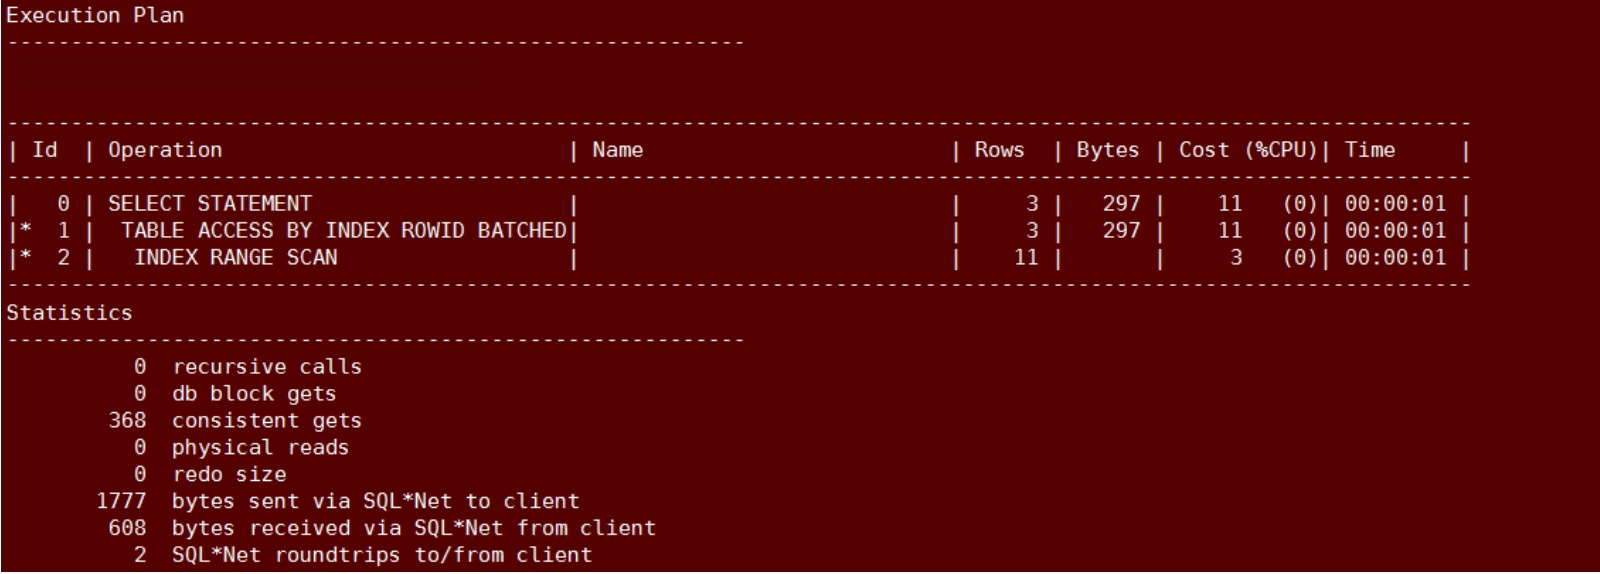 Execution Plan
----------------------------------------------------------
-------------------------------------------------------------------------------------------------------------------
| Id  | Operation                           | Name                        | Rows  | Bytes | Cost (%CPU)| Time     |
-------------------------------------------------------------------------------------------------------------------
|   0 | SELECT STATEMENT                    |                             |     3 |   297 |    11   (0)| 00:00:01 |
|*  1 |  TABLE ACCESS BY INDEX ROWID BATCHED|                             |     3 |   297 |    11   (0)| 00:00:01 |
|*  2 |   INDEX RANGE SCAN                  |                             |    11 |       |     3   (0)| 00:00:01 |
-------------------------------------------------------------------------------------------------------------------
Statistics
----------------------------------------------------------
          0  recursive calls
          0  db block gets
        368  consistent gets
          0  physical reads
          0  redo size
       1777  bytes sent via SQL*Net to client
        608  bytes received via SQL*Net from client
          2  SQL*Net roundtrips to/from client